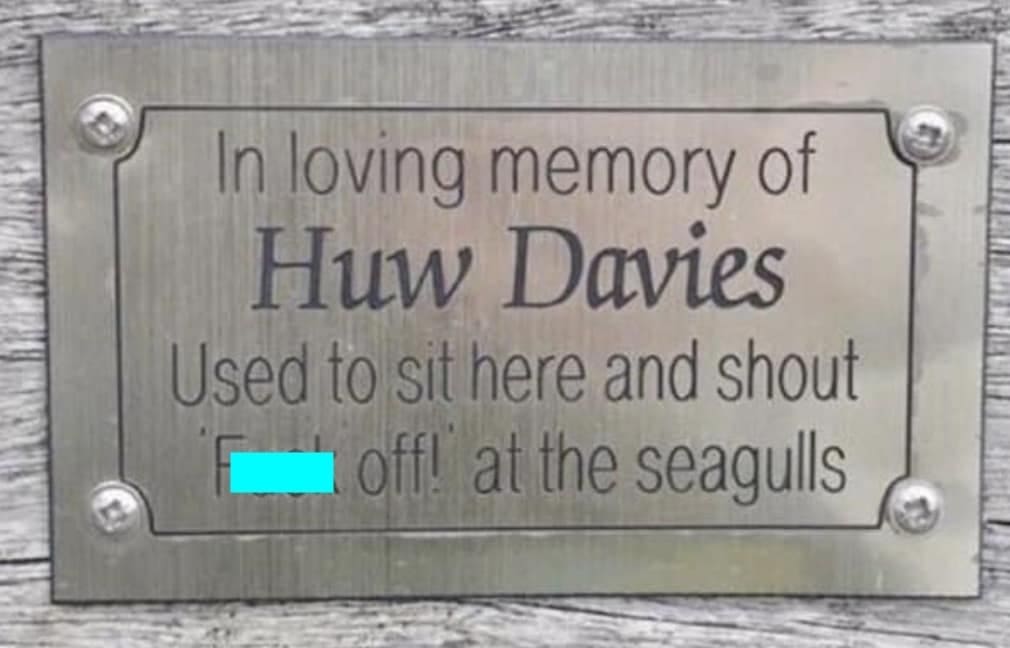 In loving memory of
Huw Davies
Used to sit here and shout
off!' at the seagulls